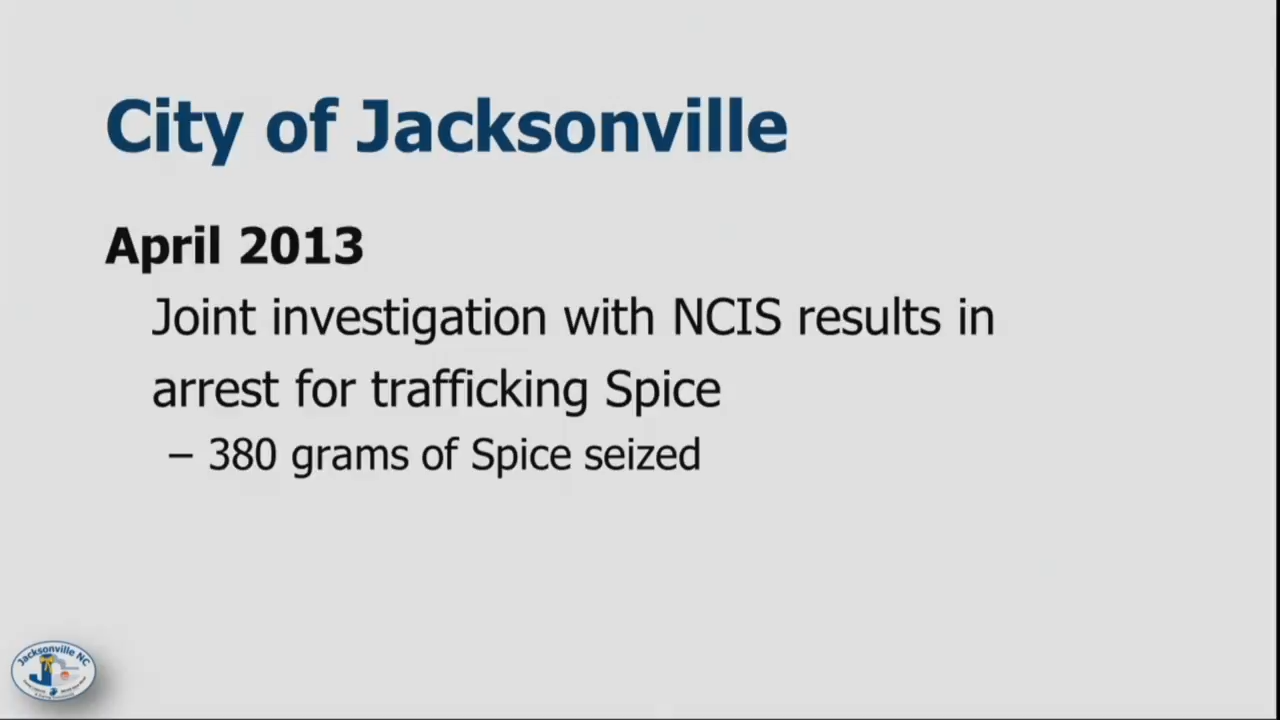 City of Jacksonville
April 2013
Joint investigation with NCIS results in
arrest for trafficking Spice
– 380 grams of Spice seized
Jacksonville NC